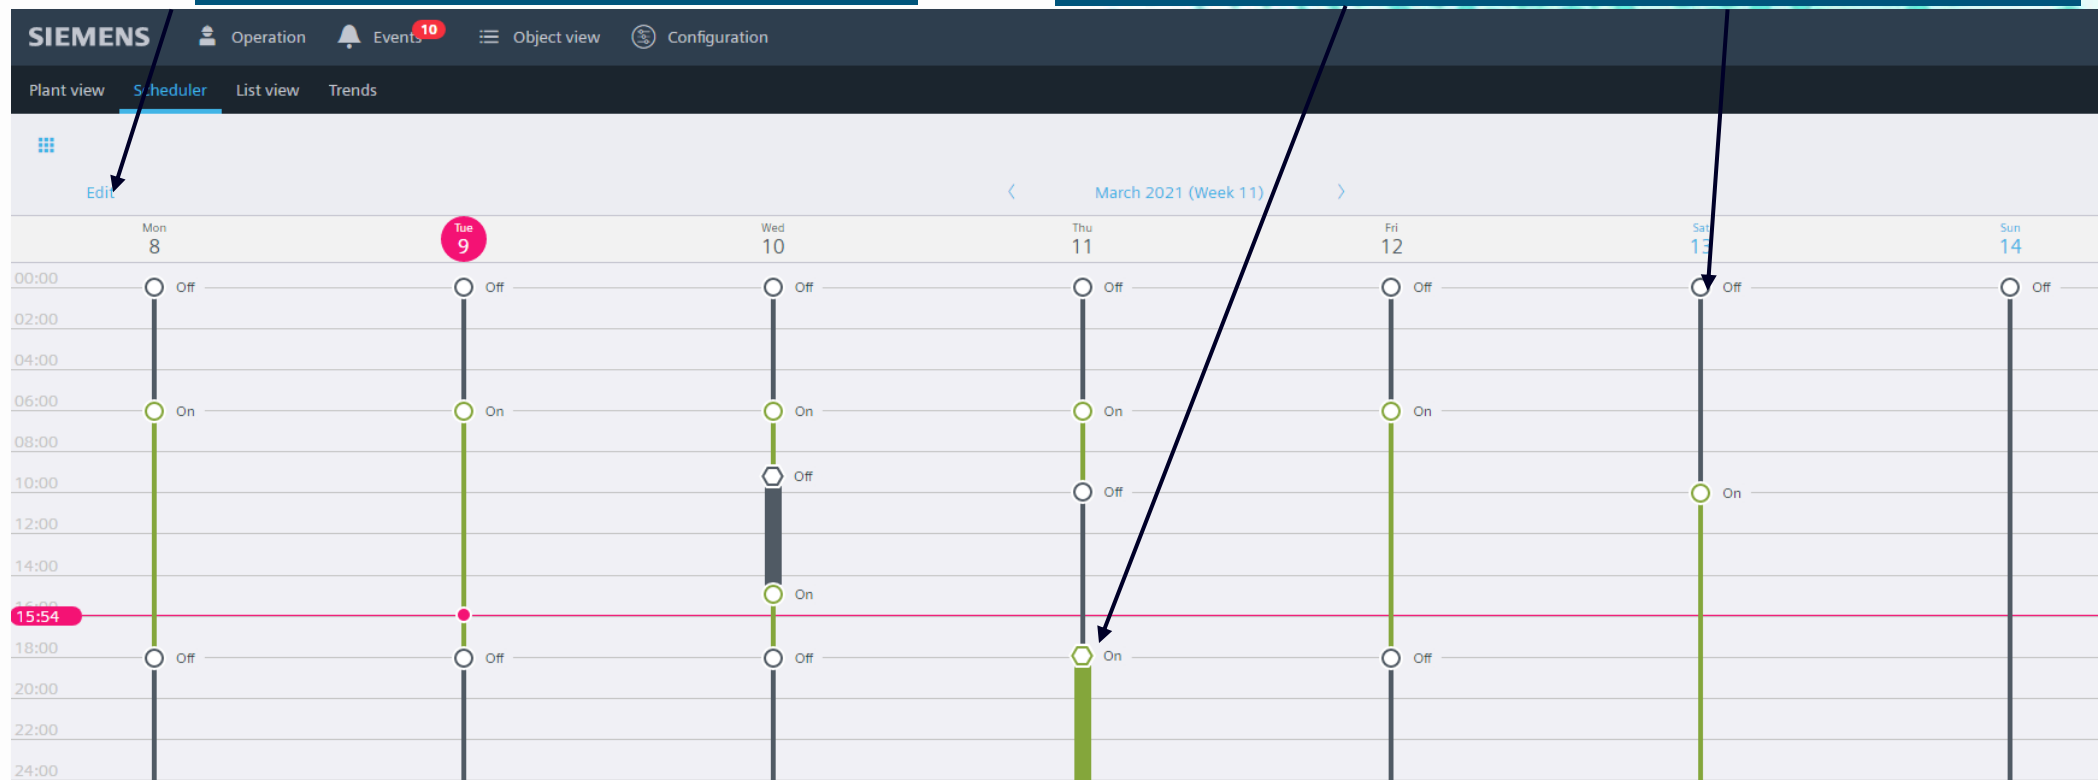 SIEMENS Operation Events 10 Object view Configuration
Plant view Scheduler List view Trends
Edit March 2021 (Week 11)
Mon Tue Wed Thu Fri Sat Sun
8 9 10 11 12 13 14
00:00 Off Off Off Off Off Off Off
02:00
04:00
06:00 On On On On On
08:00
Off
10:00 Off On
12:00
14:00
On
15:54
18:00 Off Off Off On Off
20:00
22:00
24:00